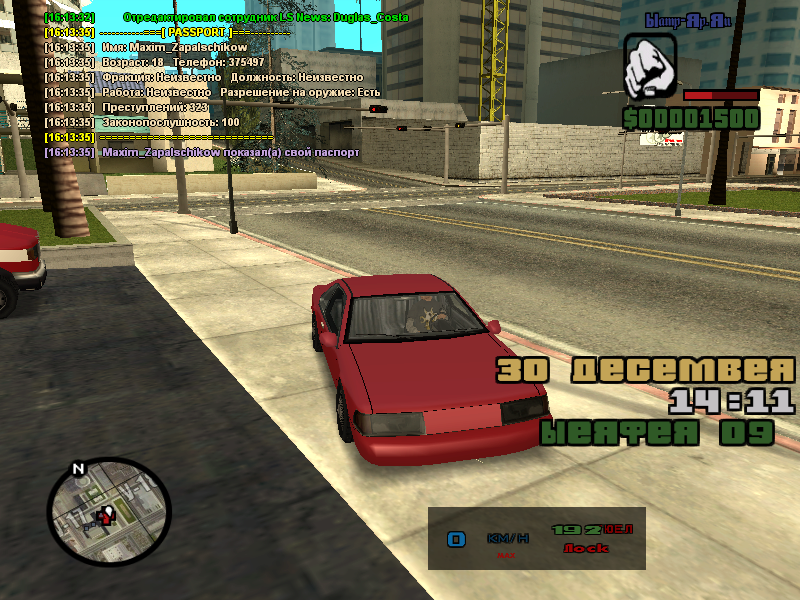 [16:13:32] Отредактировал сотрудник LS News: Duglas_Costa
[16:13:35] -----------===[ PASSPORT ]===-----------
[16:13:35] Имя: Maxim_Zapalschikow
[16:13:35] Возраст: 18 Телефон: 375497
[16:13:35] Фракция: Неизвестно Должность: Неизвестно
[16:13:35] Работа: Неизвестно Разрешение на оружие: Есть
[16:13:35] Преступлений: 323
[16:13:35] Законопослушность: 100
[16:13:35] =============================
[16:13:35] Maxim_Zapalschikow показал(а) свой паспорт
$00001500
30 ДЕСЕМВЕЯ
14:11
09
N
0 КМ/Н 192
Lоск